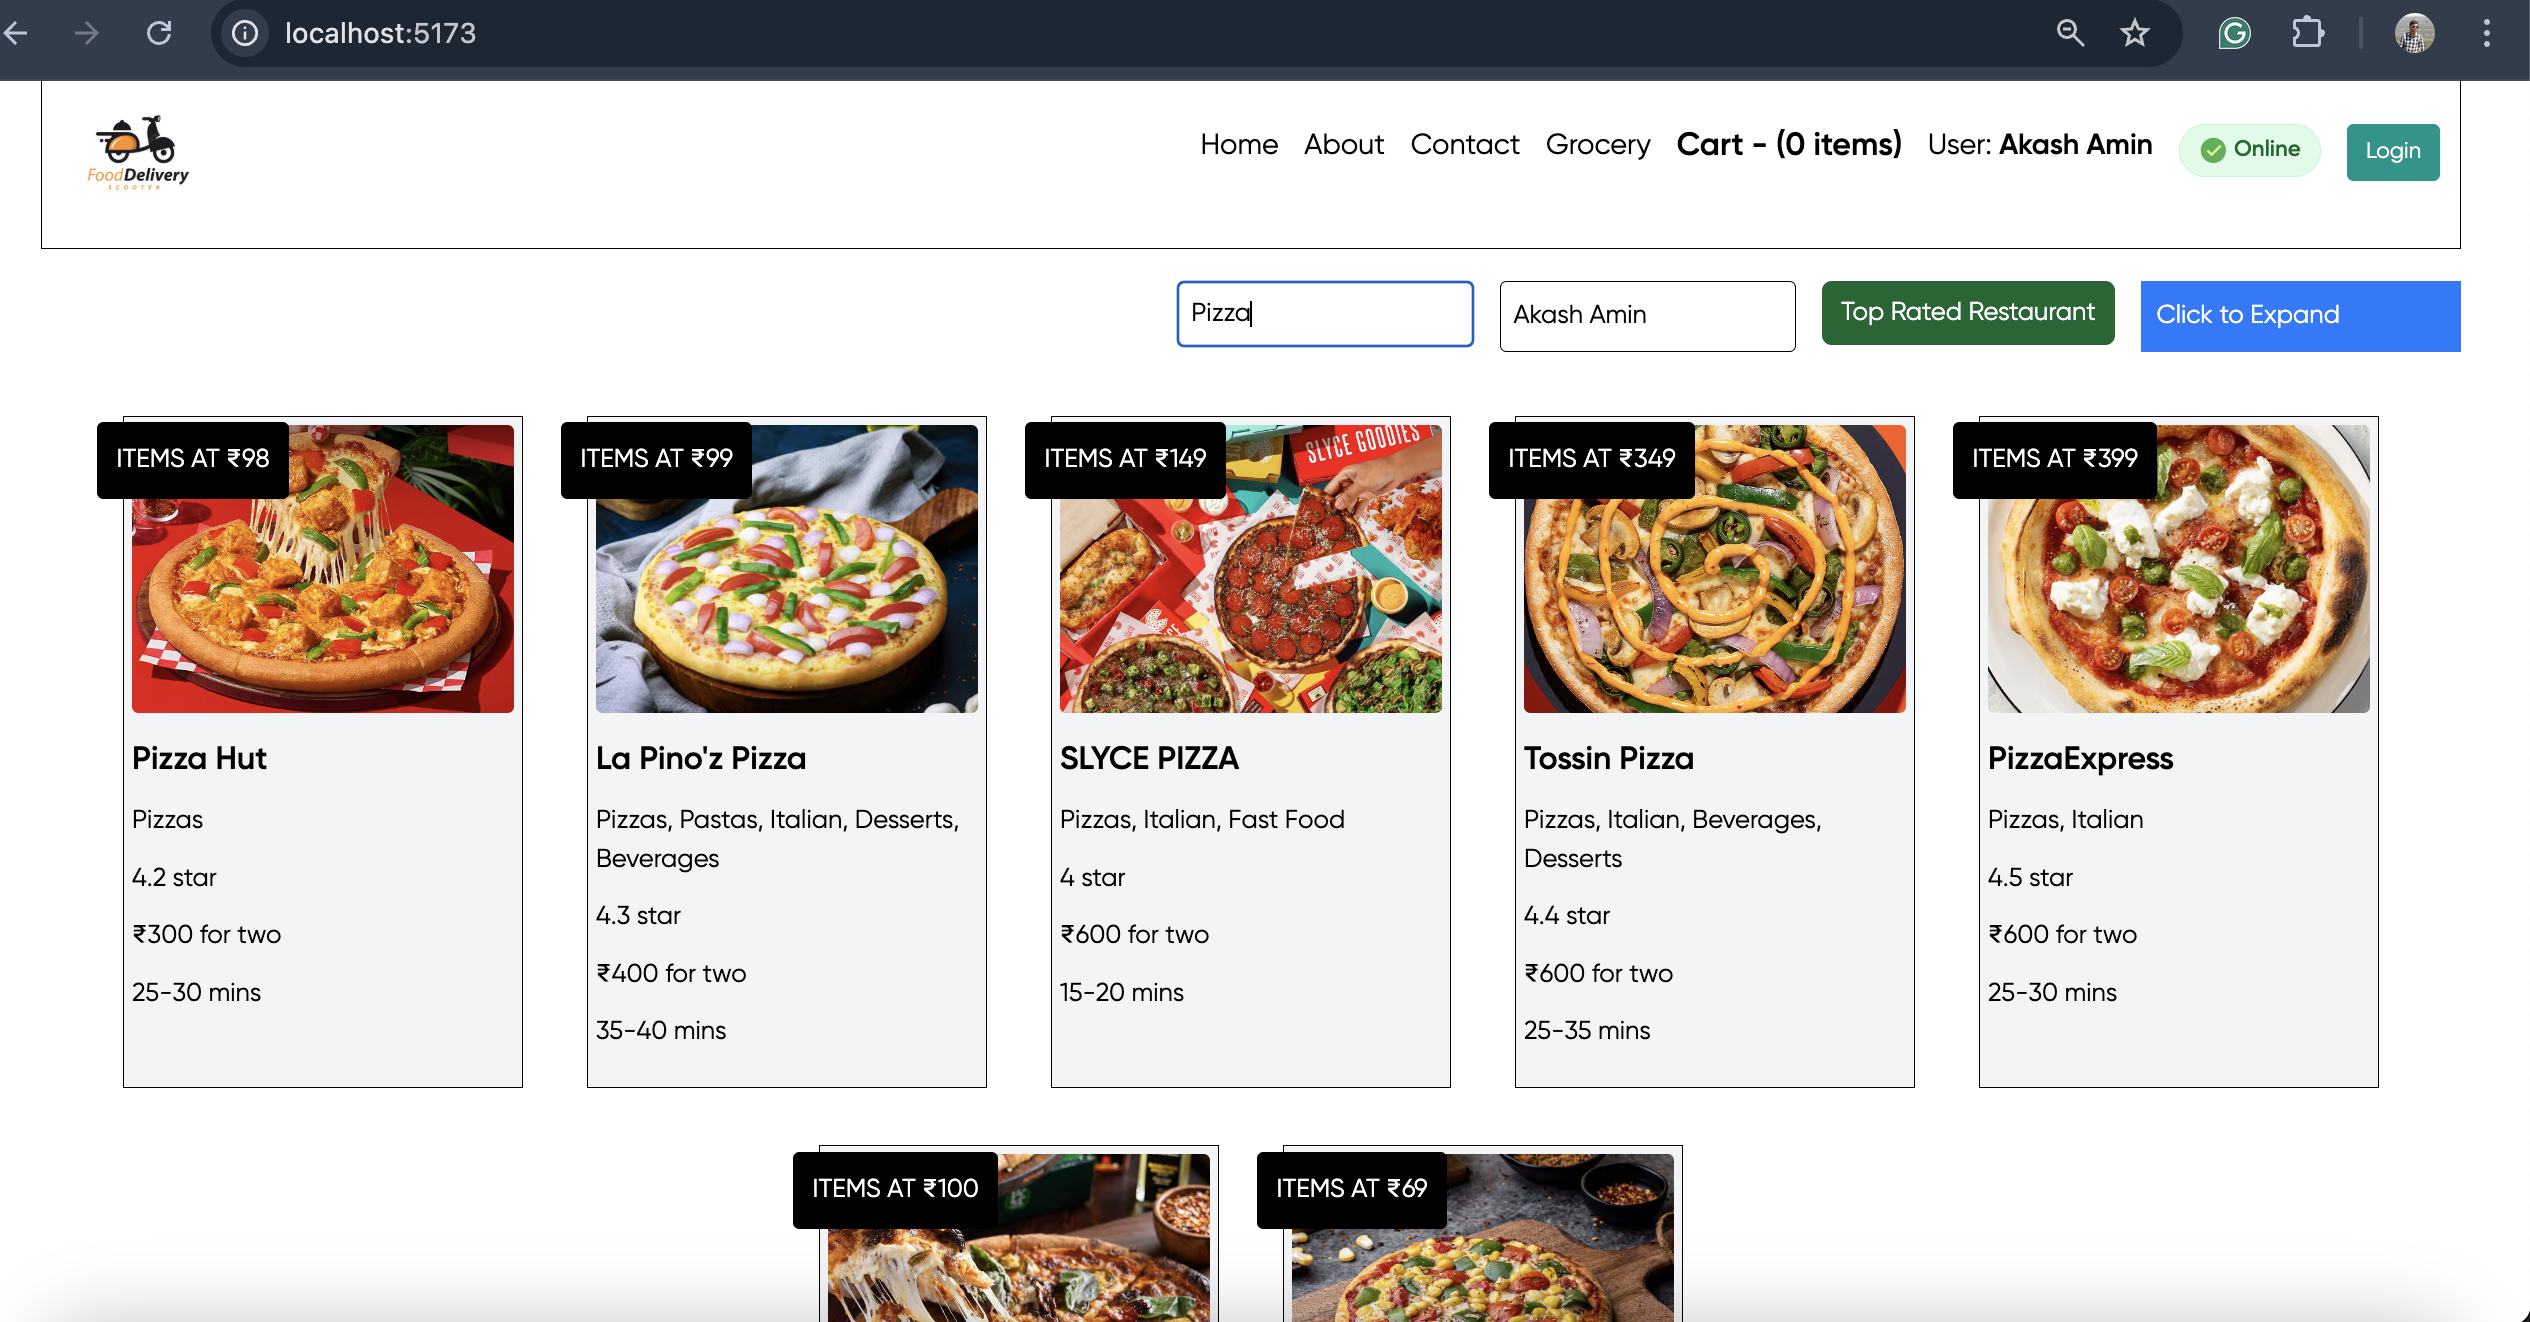 localhost:5173
FoodDelivery
SCOOTER
Home About Contact Grocery Cart - (0 items) User: Akash Amin Online Login
Pizza Akash Amin Top Rated Restaurant Click to Expand
ITEMS AT ₹98 ITEMS AT ₹99 ITEMS AT ₹149 ITEMS AT ₹349 ITEMS AT ₹399
SLYCE GOODIES
Pizza Hut
Pizzas
4.2 star
₹300 for two
25-30 mins
La Pino'z Pizza
Pizzas, Pastas, Italian, Desserts,
Beverages
4.3 star
₹400 for two
35-40 mins
SLYCE PIZZA
Pizzas, Italian, Fast Food
4 star
₹600 for two
15-20 mins
Tossin Pizza
Pizzas, Italian, Beverages,
Desserts
4.4 star
₹600 for two
25-35 mins
PizzaExpress
Pizzas, Italian
4.5 star
₹600 for two
25-30 mins
ITEMS AT ₹100 ITEMS AT ₹69